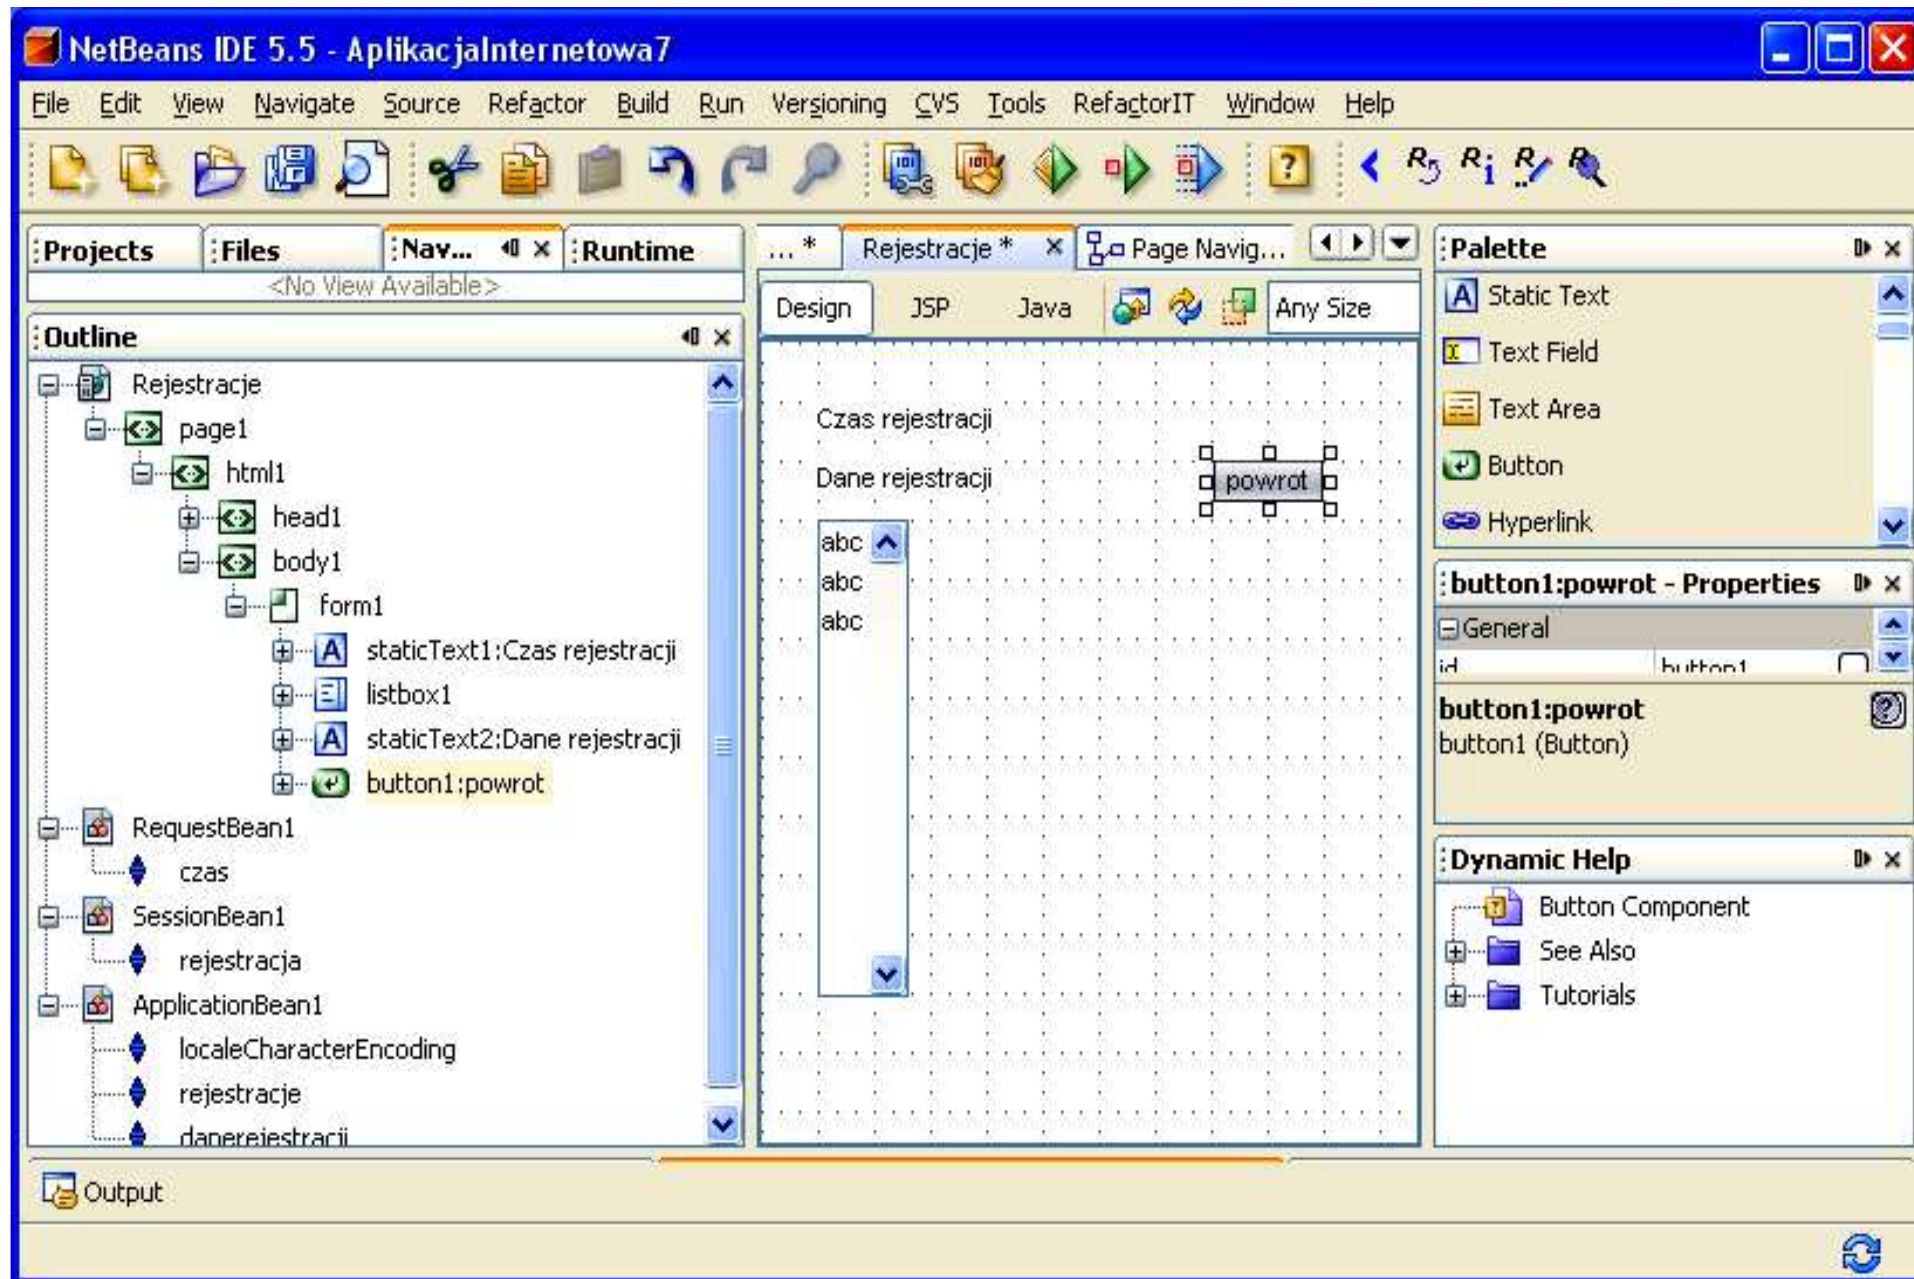 NetBeans IDE 5.5 - AplikacjaInternetowa7
File Edit View Navigate Source Refactor Build Run Versioning CVS Tools RefactorIT Window Help
Projects Files Nav... Runtime
<No View Available>
Outline
Rejestracje
page1
html1
head1
body1
form1
staticText1:Czas rejestracji
listbox1
staticText2:Dane rejestracji
button1:powrot
RequestBean1
czas
SessionBean1
rejestracja
ApplicationBean1
localeCharacterEncoding
rejestracje
danerejestracji
... * Rejestracje * Page Navig...
Design JSP Java Any Size
Czas rejestracji
Dane rejestracji
powrot
abc
abc
abc
Palette
Static Text
Text Field
Text Area
Button
Hyperlink
button1:powrot - Properties
General
id button1
button1:powrot
button1 (Button)
Dynamic Help
Button Component
See Also
Tutorials
Output